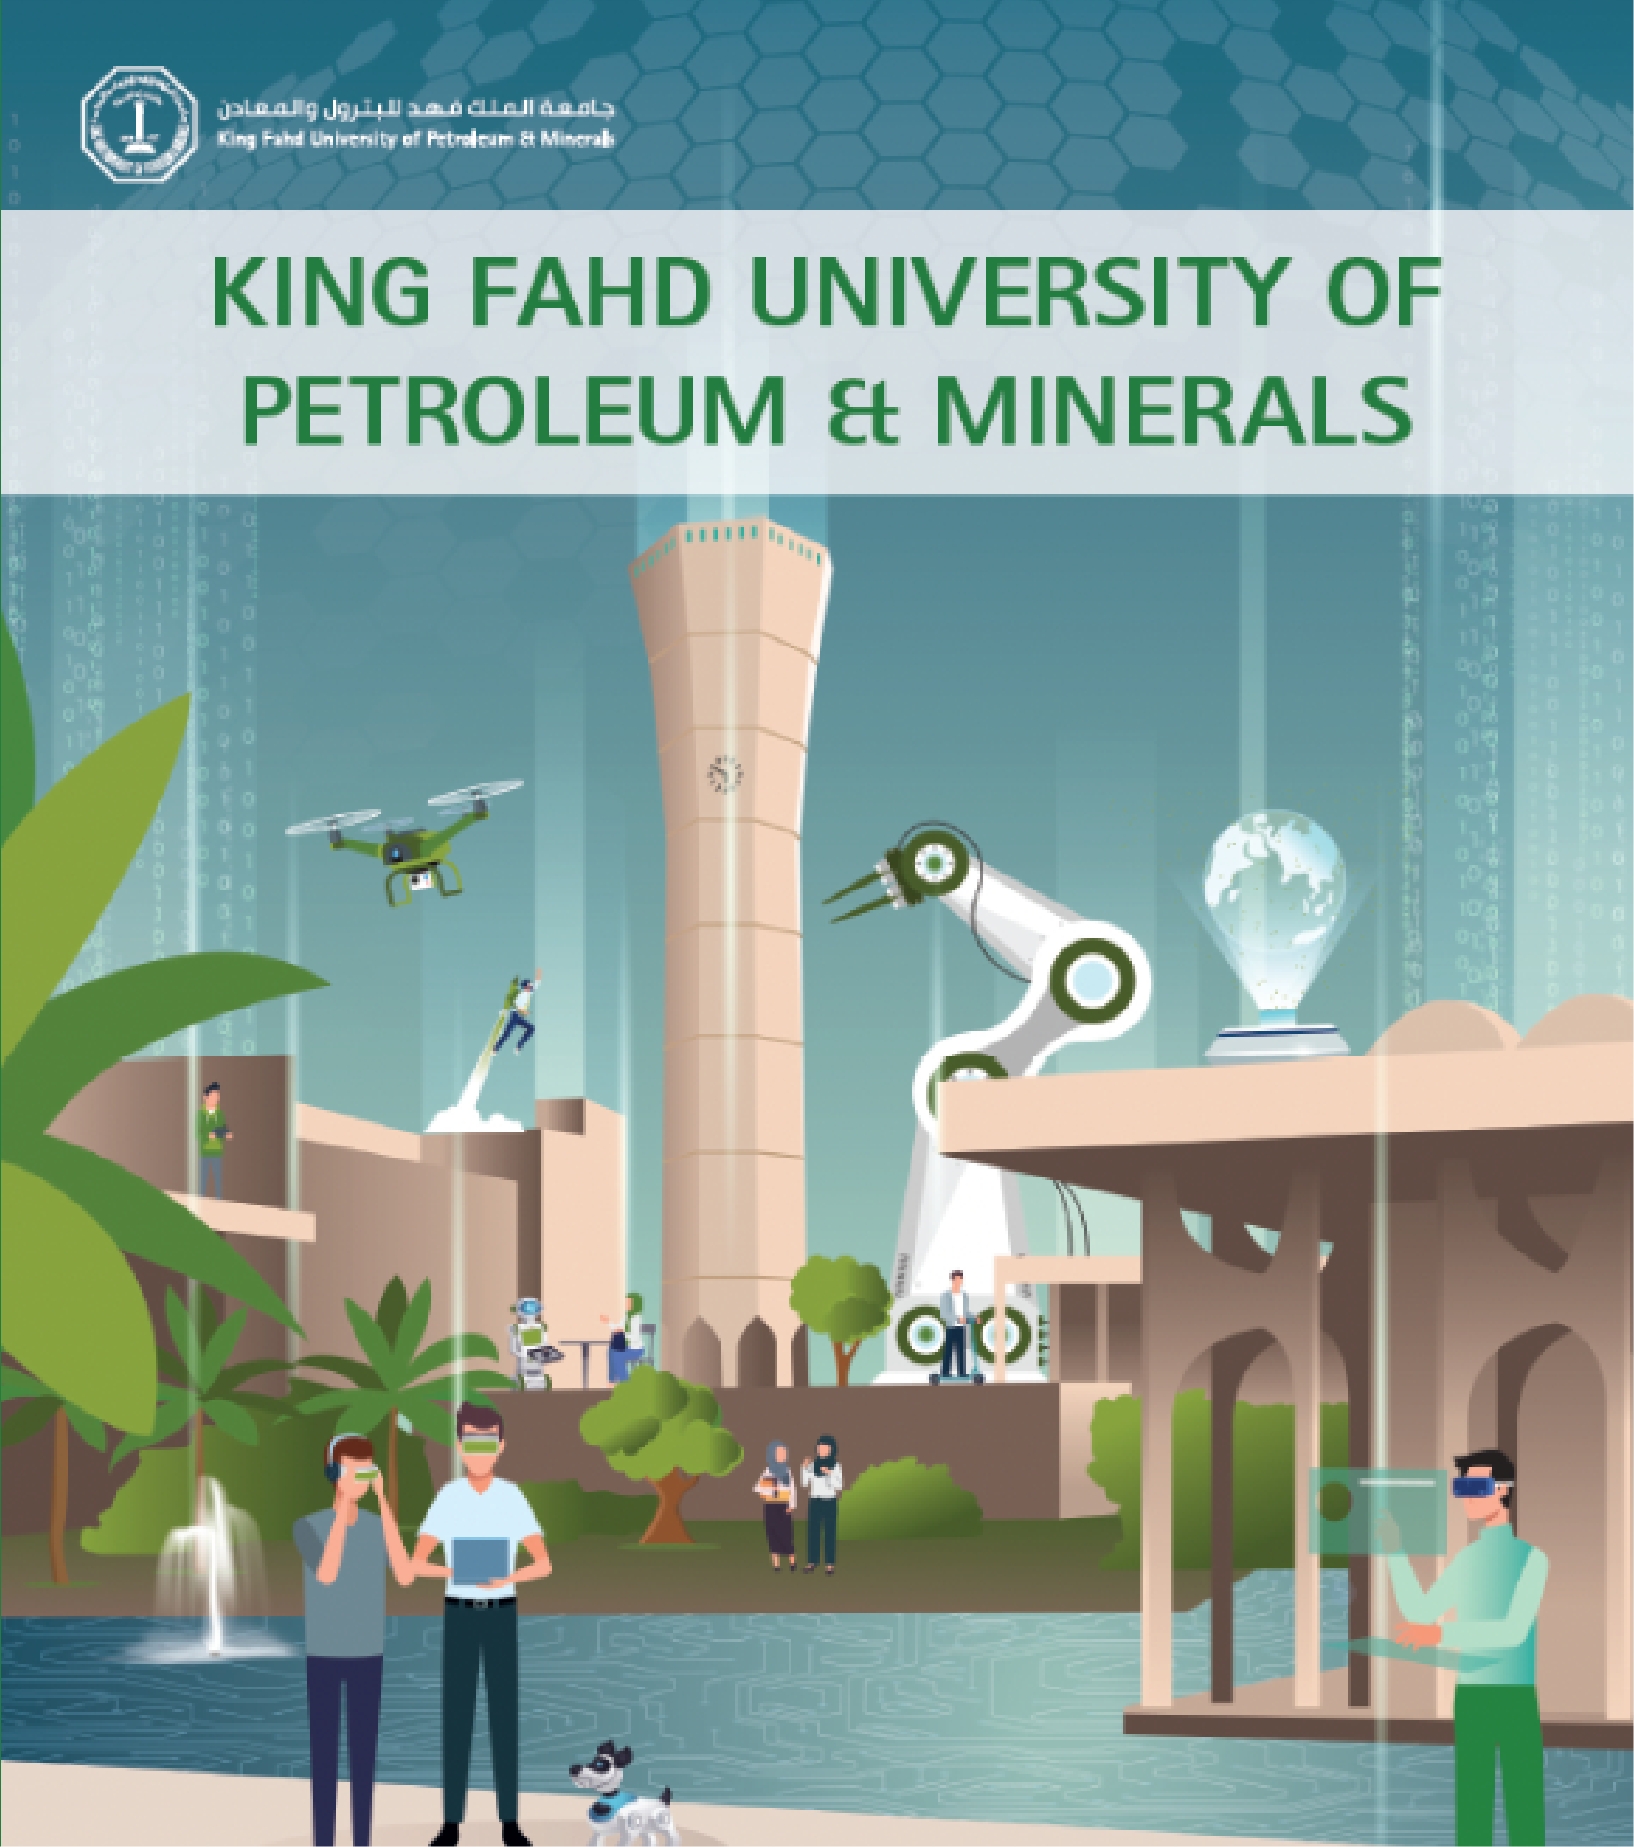 جامعة الملك فهد للبترول والمعادن
King Fahd University of Petroleum & Minerals
KING FAHD UNIVERSITY OF
PETROLEUM & MINERALS